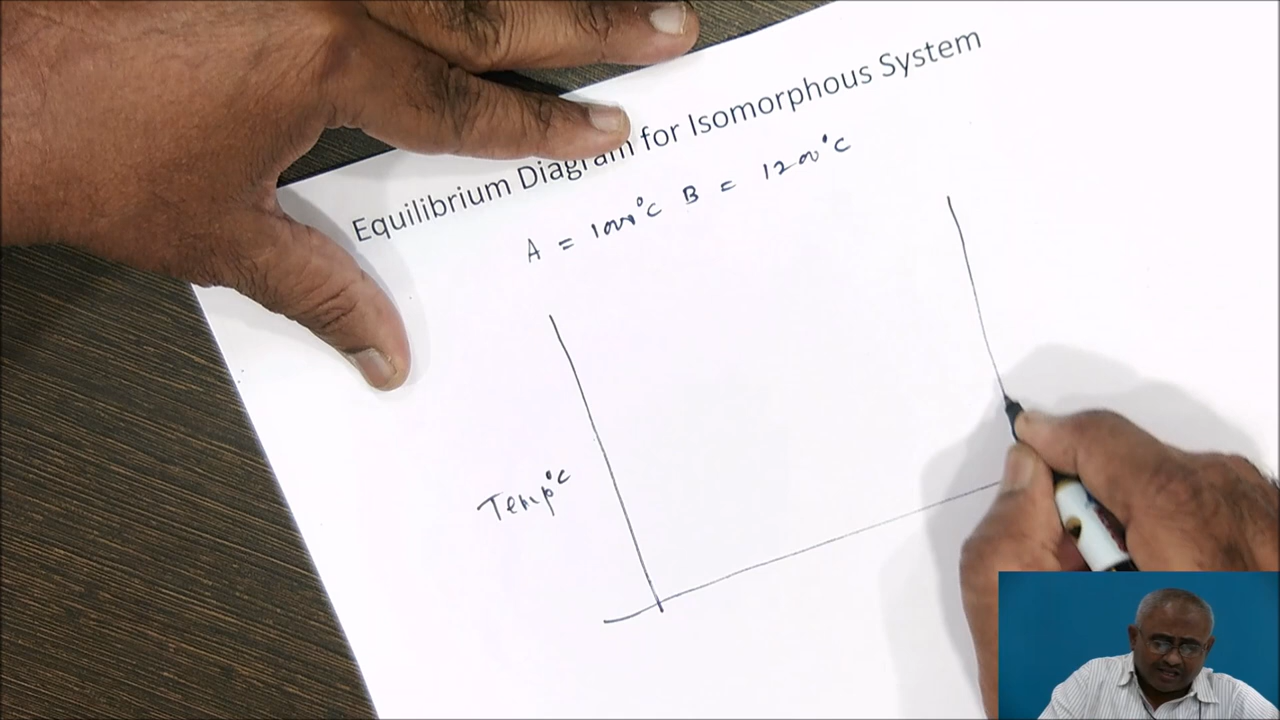 Equilibrium Diagram for Isomorphous System
A = 1000°C B = 1200°C
Temp°C